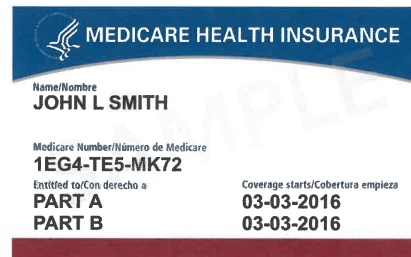 MEDICARE HEALTH INSURANCE
Name/Nombre
JOHN L SMITH
Medicare Number/Número de Medicare
1EG4-TE5-MK72
Entitled to/Con derecho a
Coverage starts/Cobertura empieza
PART A
03-03-2016
PART B
03-03-2016
SAMPLE